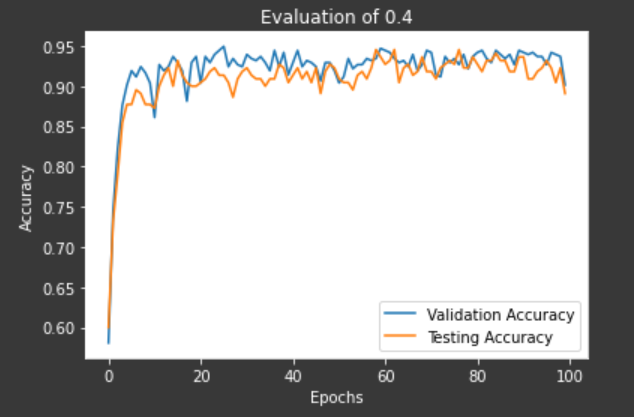 Evaluation of 0.4
0.95
0.90
0.85
0.80
0.75
0.70
0.65
0.60
Accuracy
Validation Accuracy
Testing Accuracy
0 20 40 60 80 100
Epochs